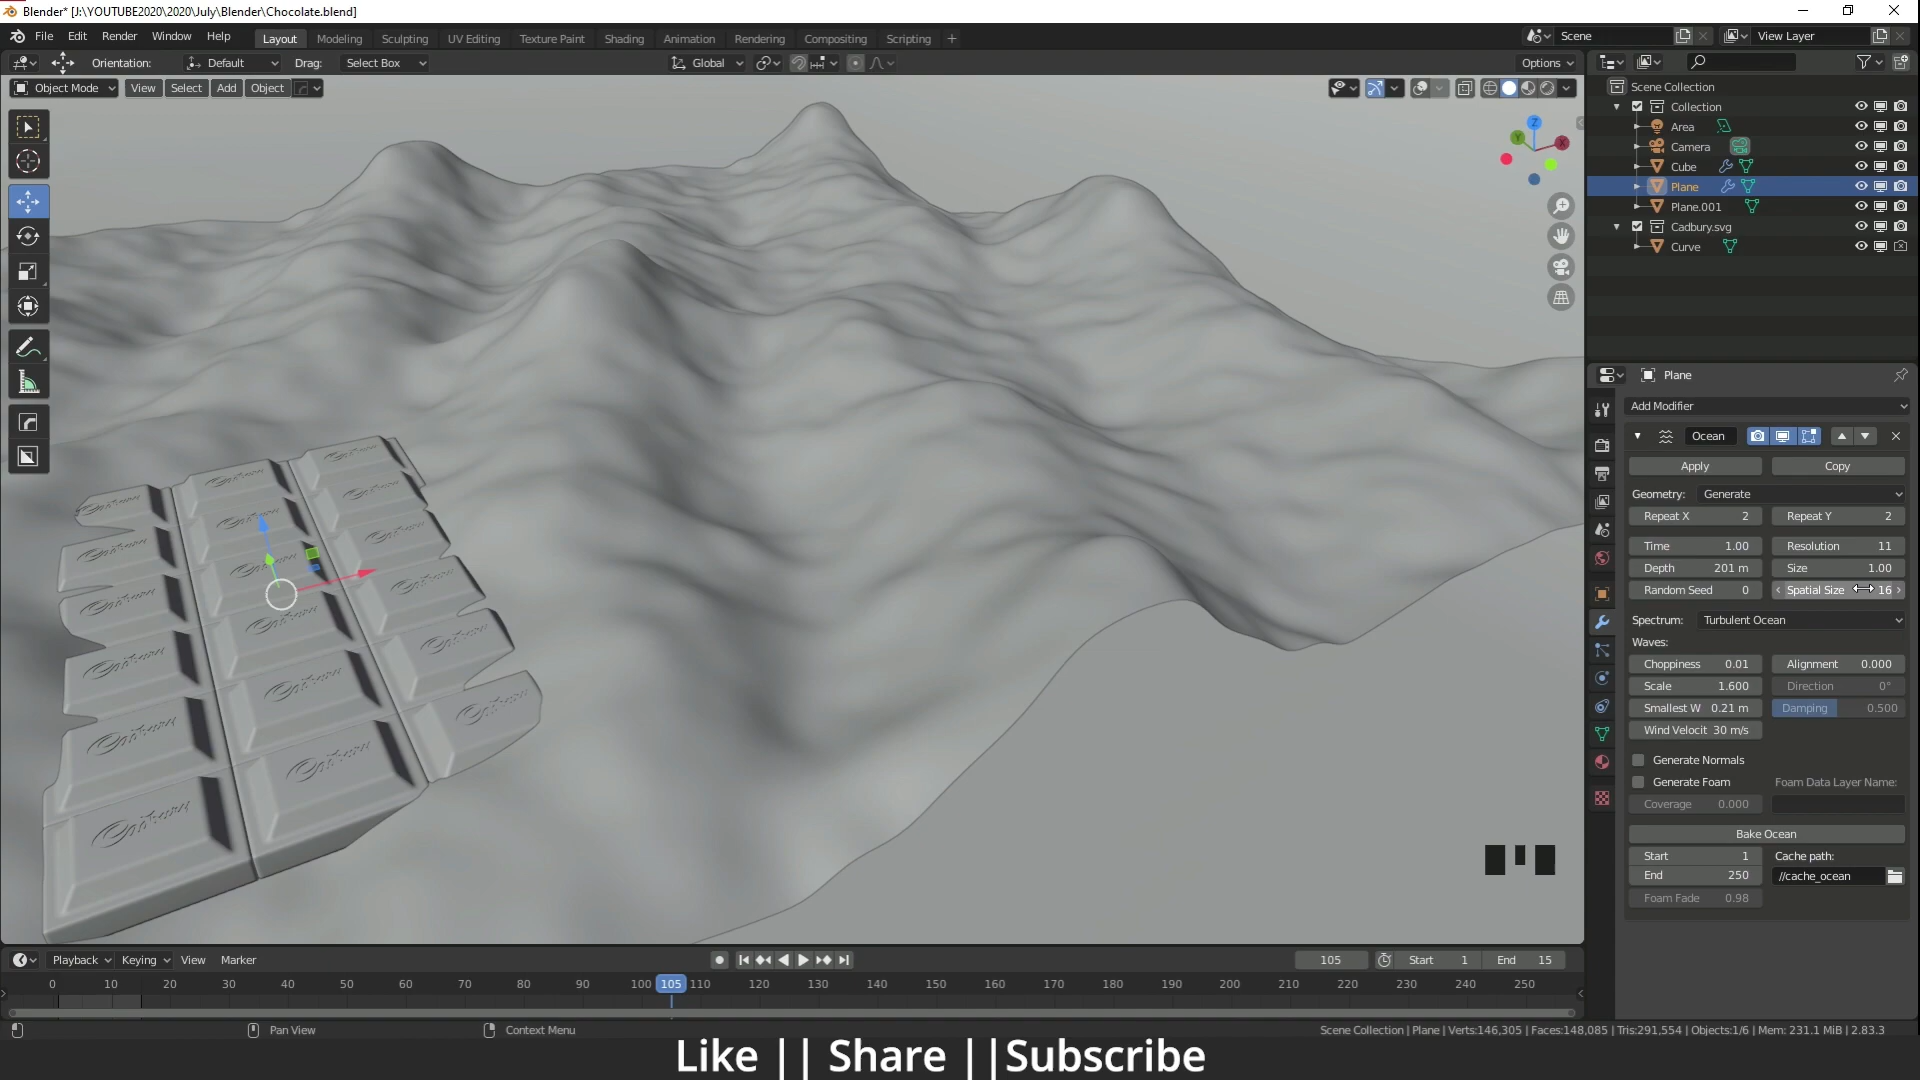 Blender* [J:\YOUTUBE2020\2020\July\Blender\Chocolate.blend]
File Edit Render Window Help Layout Modeling Sculpting UV Editing Texture Paint Shading Animation Rendering Compositing Scripting + Scene View Layer
Orientation: Default Drag: Select Box Global Options
Object Mode View Select Add Object
Scene Collection
Collection
Area
Camera
Cube
Plane
Plane.001
Cadbury.svg
Curve
Z
Y
X
Plane
Add Modifier
Ocean
Apply Copy
Geometry: Generate
Repeat X 2 Repeat Y 2
Time 1.00 Resolution 11
Depth 201 m Size 1.00
Random Seed 0 Spatial Size 16
Spectrum: Turbulent Ocean
Waves:
Choppiness 0.01 Alignment 0.000
Scale 1.600 Direction 0°
Smallest W 0.21 m Damping 0.500
Wind Velocit 30 m/s
Generate Normals
Generate Foam Foam Data Layer Name:
Coverage 0.000
Bake Ocean
Start 1 Cache path:
End 250 //cache_ocean
Foam Fade 0.98
Playback Keying View Marker 105 Start 1 End 15
0 10 20 30 40 50 60 70 80 90 100 105 110 120 130 140 150 160 170 180 190 200 210 220 230 240 250
Pan View Context Menu Scene Collection | Plane | Verts:146,305 | Faces:148,085 | Tris:291,554 | Objects:1/6 | Mem: 231.1 MiB | 2.83.3
Like || Share ||Subscribe